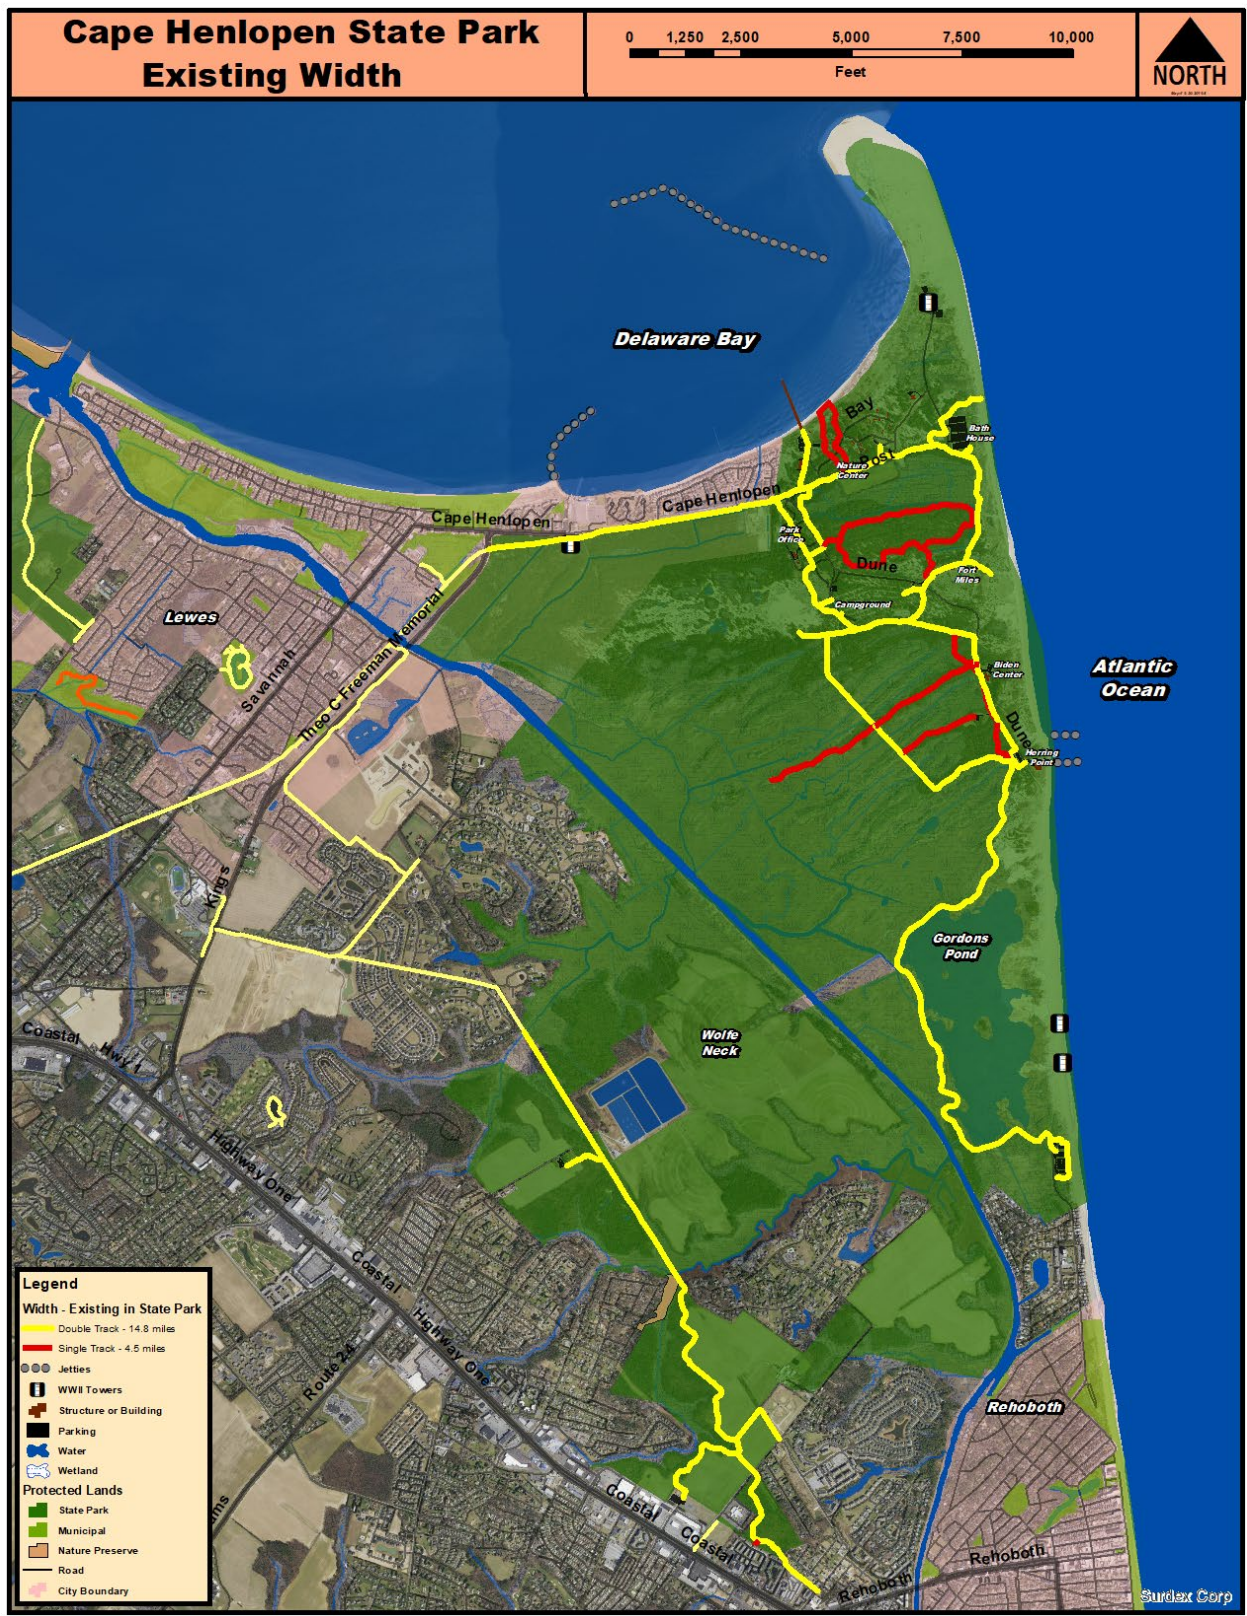 Cape Henlopen State Park
Existing Width
0 1,250 2,500 5,000 7,500 10,000
Feet
NORTH
Delaware Bay
Bay
Bath
House
Post
Nature
Center
Cape Henlopen
Cape Henlopen
Park
Office
Dune
Fort
Miles
Campground
Lewes
Savannah
Theo C Freeman Memorial
Biden
Center
Atlantic
Ocean
Dune
Herring
Point
Kings
Gordons
Pond
Wolfe
Neck
Coastal
Hwy 1
Highway One
Coastal
Highway One
Route 24
Rehoboth
Coastal
Coastal
Rehoboth
Rehoboth
ms
Legend
Width - Existing in State Park
Double Track - 14.8 miles
Single Track - 4.5 miles
Jetties
WWII Towers
Structure or Building
Parking
Water
Wetland
Protected Lands
State Park
Municipal
Nature Preserve
Road
City Boundary
Surdex Corp